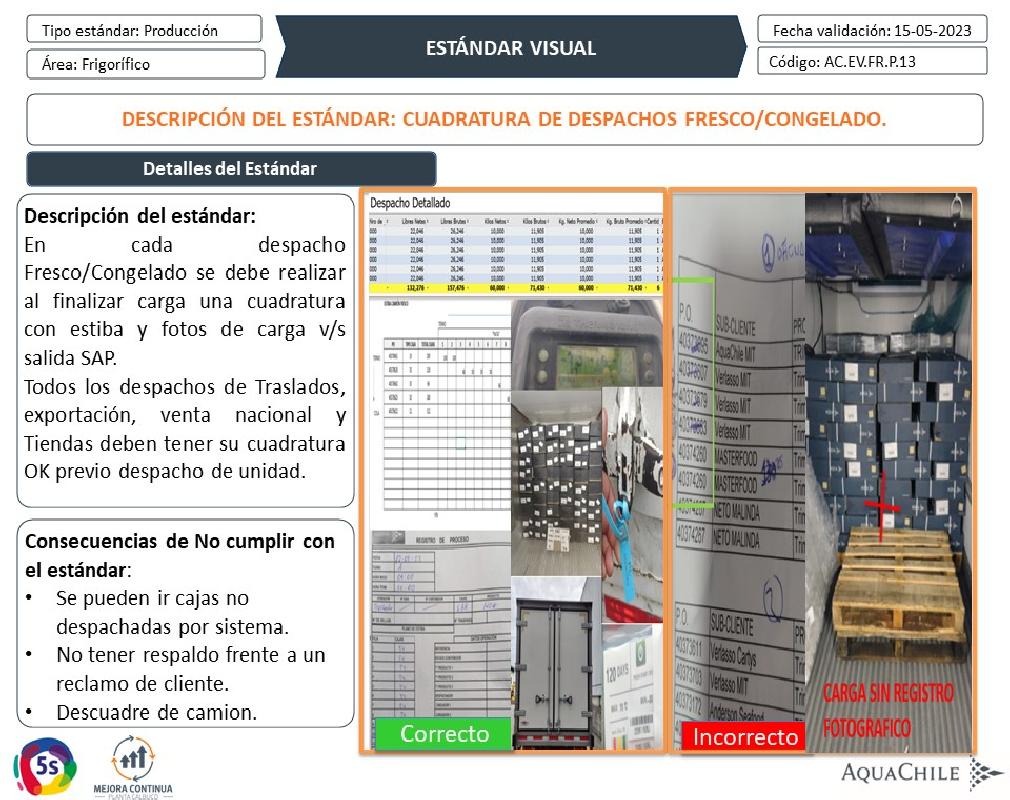 Tipo estándar: Producción
Área: Frigorífico
ESTÁNDAR VISUAL
Fecha validación: 15-05-2023
Código: AC.EV.FR.P.13
DESCRIPCIÓN DEL ESTÁNDAR: CUADRATURA DE DESPACHOS FRESCO/CONGELADO.
Detalles del Estándar
Descripción del estándar:
En cada despacho
Fresco/Congelado se debe realizar
al finalizar carga una cuadratura
con estiba y fotos de carga v/s
salida SAP.
Todos los despachos de Traslados,
exportación, venta nacional y
Tiendas deben tener su cuadratura
OK previo despacho de unidad.
Consecuencias de No cumplir con
el estándar:
• Se pueden ir cajas no
despachadas por sistema.
• No tener respaldo frente a un
reclamo de cliente.
• Descuadre de camion.
Despacho Detallado
Libras Netas Libras Brutas Kilos Netos Kilos Brutos Kg. Neto Promedio Kg. Bruto Promedio
000 22,046 26,246 10,000 11,905 10,000 11,905
000 22,046 26,246 10,000 11,905 10,000 11,905
000 22,046 26,246 10,000 11,905 10,000 11,905
000 22,046 26,246 10,000 11,905 10,000 11,905
000 22,046 26,246 10,000 11,905 10,000 11,905
000 22,046 26,246 10,000 11,905 10,000 11,905
132,276 157,476 60,000 71,430 60,000 71,430 6
REGISTRO DE PROCESO
120 DAYS
Correcto
P.O. SUB-CLIENTE
AquaChile MIT
Verlasso MIT
Verlasso MIT
Verlasso MIT
40374260 MASTERFOOD
40374260 MASTERFOOD
40374287 NETO MALINDA
40374287 NETO MALINDA
P.O. SUB-CLIENTE
40373611 Verlasso Cartys
40373703 Verlasso MIT
40373172 Anderson Seafood
Incorrecto
CARGA SIN REGISTRO
FOTOGRAFICO
5s
MEJORA CONTINUA
PLANTA CALBUCO
AQUACHILE